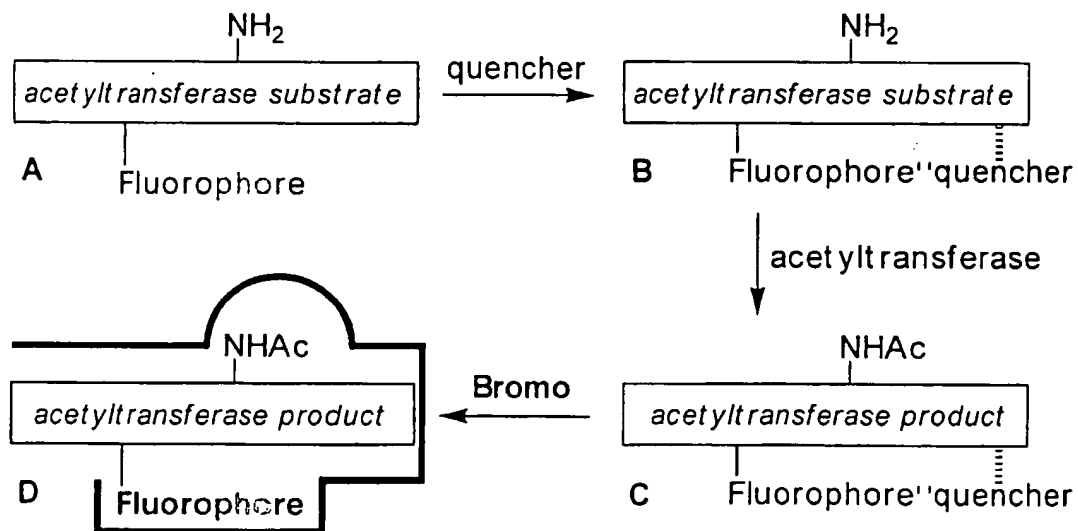 NH2
acetyltransferase substrate
A
Fluorophore
quencher
NH2
acetyltransferase substrate
B
Fluorophore''quencher
acetyltransferase
NHAc
acetyltransferase product
C
Fluorophore''quencher
Bromo
NHAc
acetyltransferase product
D
Fluorophore